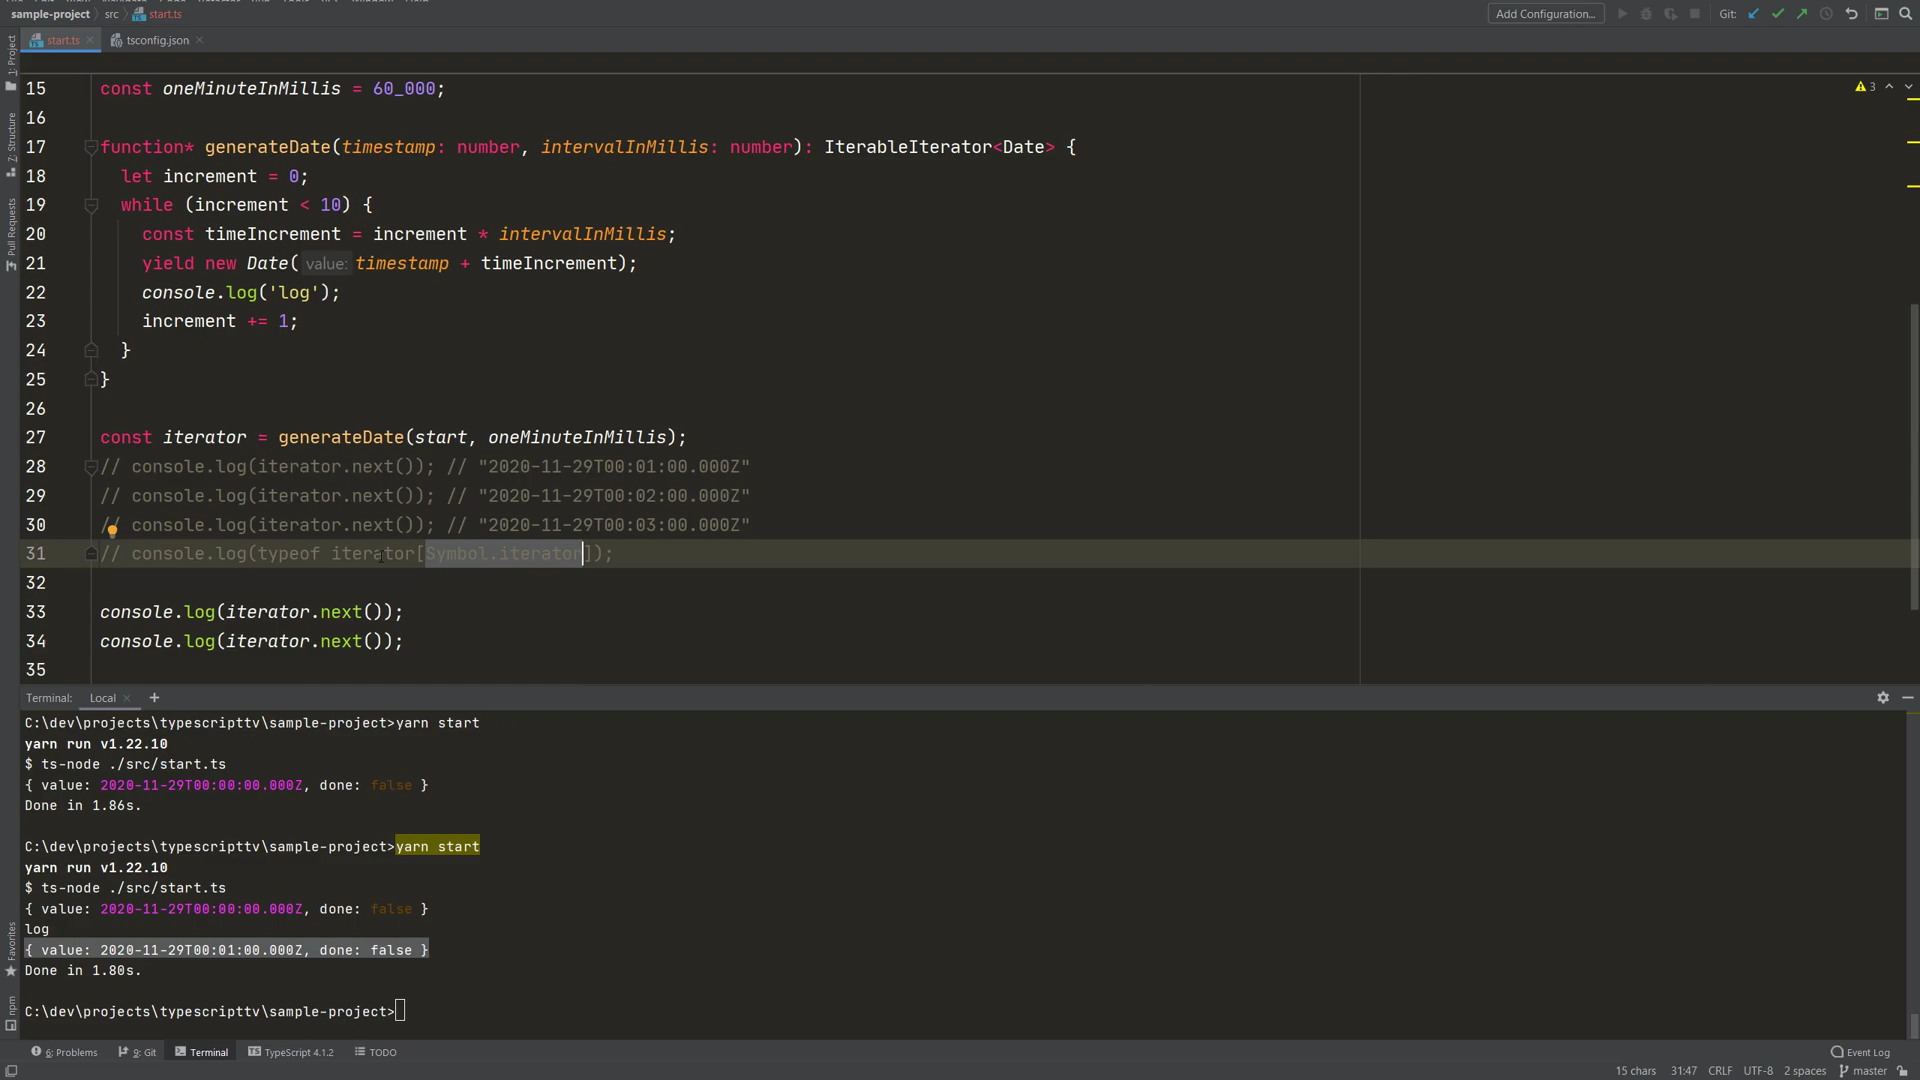 sample-project src start.ts Add Configuration... Git:
start.ts tsconfig.json
1: Project
Z: Structure
Pull Requests
3
15 const oneMinuteInMillis = 60_000;
16
17 function* generateDate(timestamp: number, intervalInMillis: number): IterableIterator<Date> {
18 let increment = 0;
19 while (increment < 10) {
20 const timeIncrement = increment * intervalInMillis;
21 yield new Date( value: timestamp + timeIncrement);
22 console.log('log');
23 increment += 1;
24 }
25 }
26
27 const iterator = generateDate(start, oneMinuteInMillis);
28 // console.log(iterator.next()); // "2020-11-29T00:01:00.000Z"
29 // console.log(iterator.next()); // "2020-11-29T00:02:00.000Z"
30 // console.log(iterator.next()); // "2020-11-29T00:03:00.000Z"
31 // console.log(typeof iterator[Symbol.iterator]);
32
33 console.log(iterator.next());
34 console.log(iterator.next());
35
Terminal: Local
C:\dev\projects\typescripttv\sample-project>yarn start
yarn run v1.22.10
$ ts-node ./src/start.ts
{ value: 2020-11-29T00:00:00.000Z, done: false }
Done in 1.86s.
C:\dev\projects\typescripttv\sample-project>yarn start
yarn run v1.22.10
$ ts-node ./src/start.ts
{ value: 2020-11-29T00:00:00.000Z, done: false }
log
{ value: 2020-11-29T00:01:00.000Z, done: false }
Done in 1.80s.
C:\dev\projects\typescripttv\sample-project>
Favorites
npm
6: Problems 9: Git Terminal TypeScript 4.1.2 TODO Event Log
15 chars 31:47 CRLF UTF-8 2 spaces master